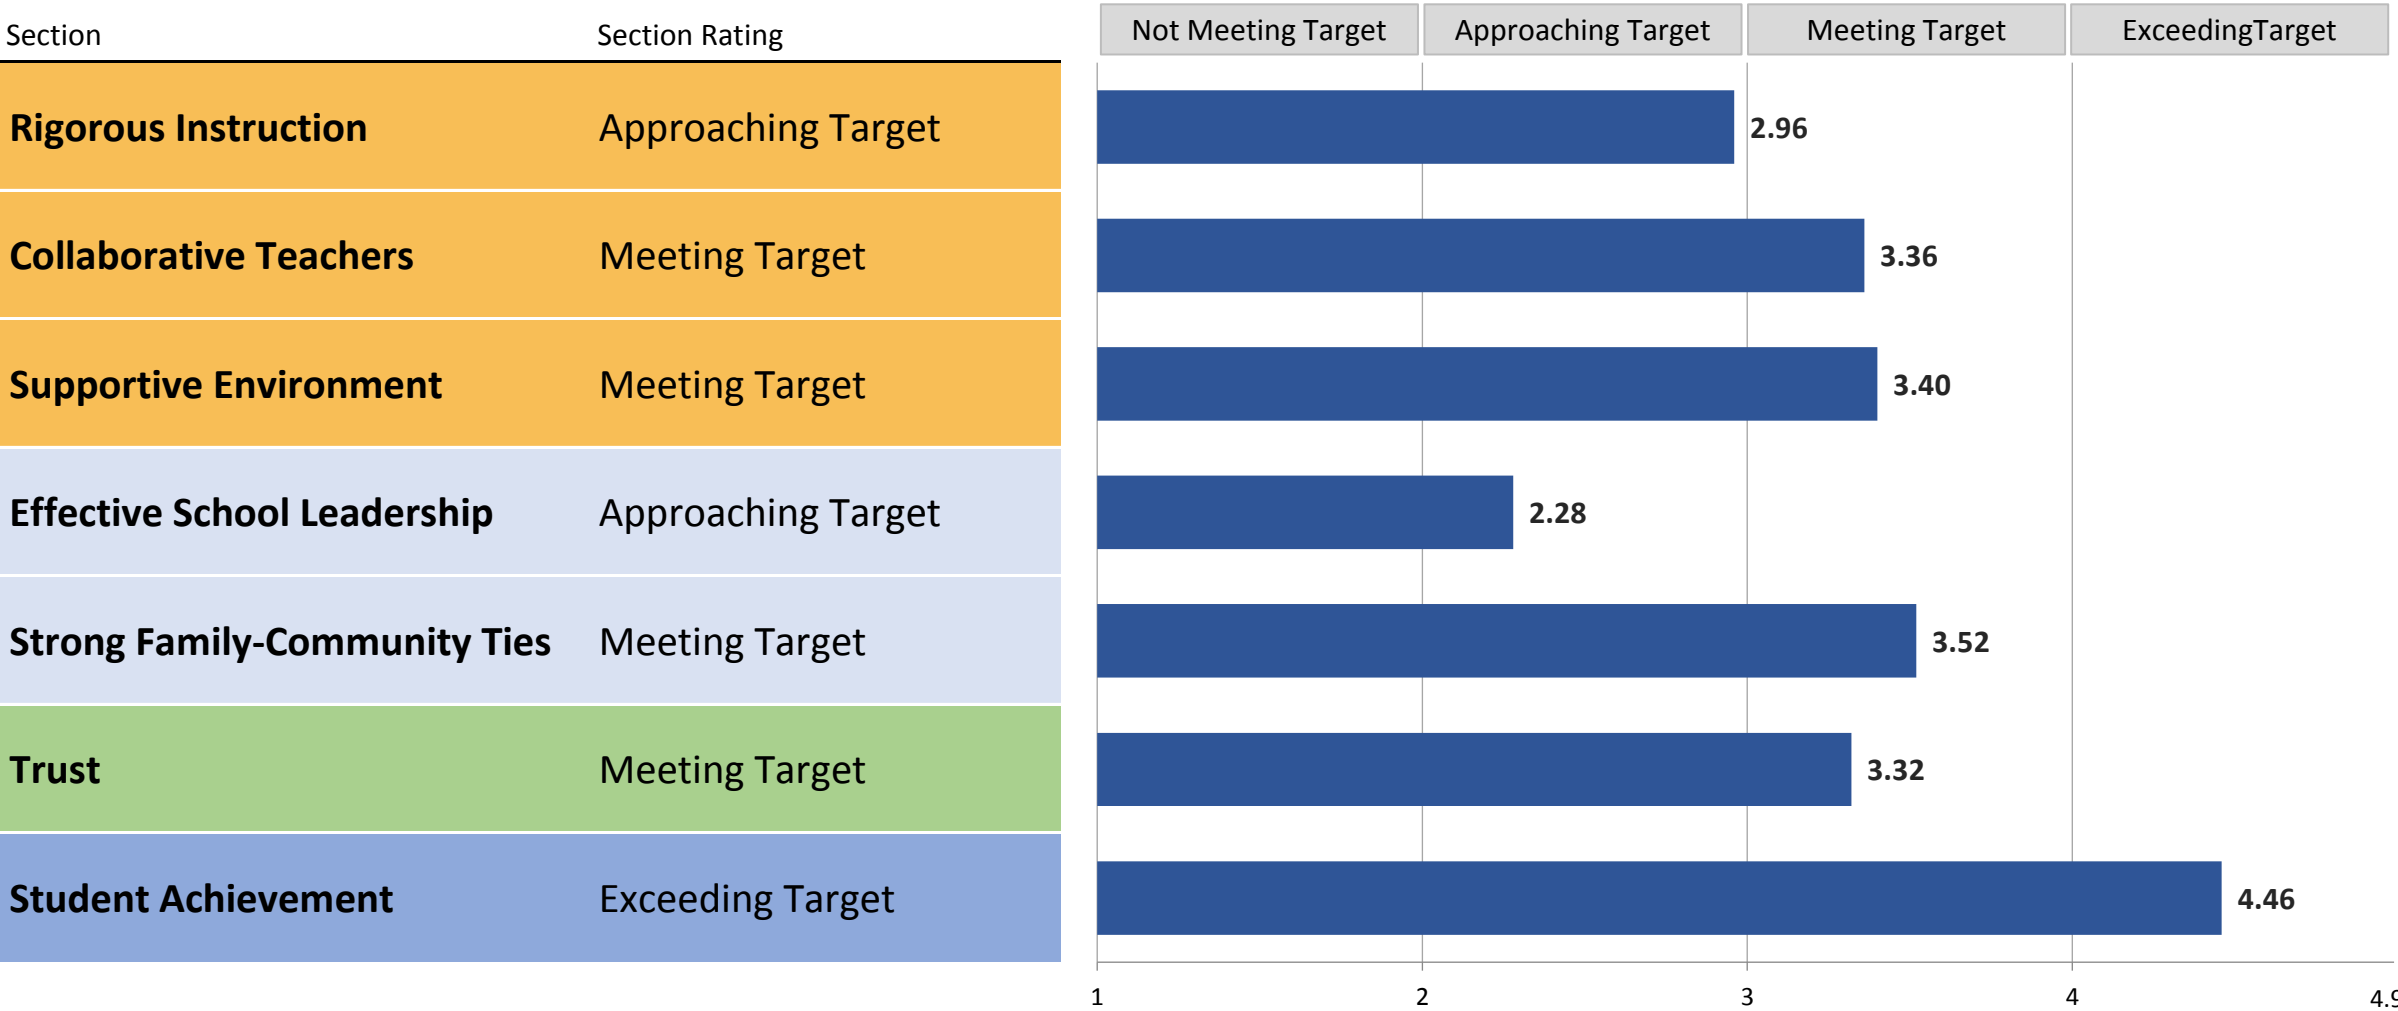 Section Section Rating Not Meeting Target Approaching Target Meeting Target ExceedingTarget
Rigorous Instruction Approaching Target 2.96
Collaborative Teachers Meeting Target 3.36
Supportive Environment Meeting Target 3.40
Effective School Leadership Approaching Target 2.28
Strong Family-Community Ties Meeting Target 3.52
Trust Meeting Target 3.32
Student Achievement Exceeding Target 4.46
1 2 3 4 4.9